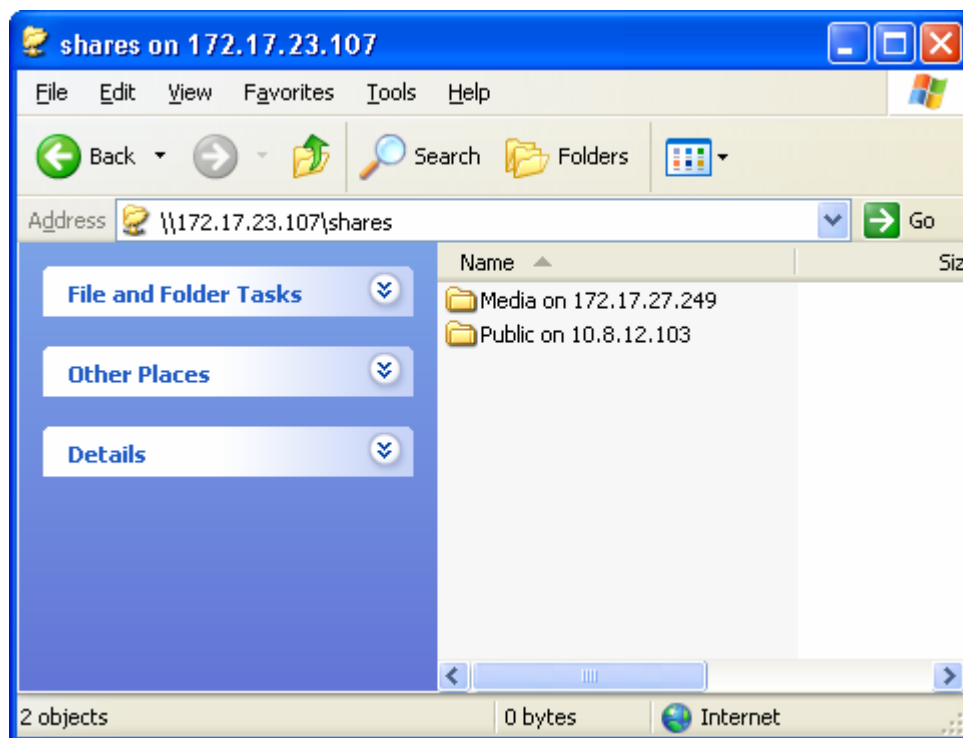 shares on 172.17.23.107
File Edit View Favorites Tools Help
Back Search Folders
Address \\172.17.23.107\shares Go
Name Siz
File and Folder Tasks
Media on 172.17.27.249
Public on 10.8.12.103
Other Places
Details
2 objects 0 bytes Internet